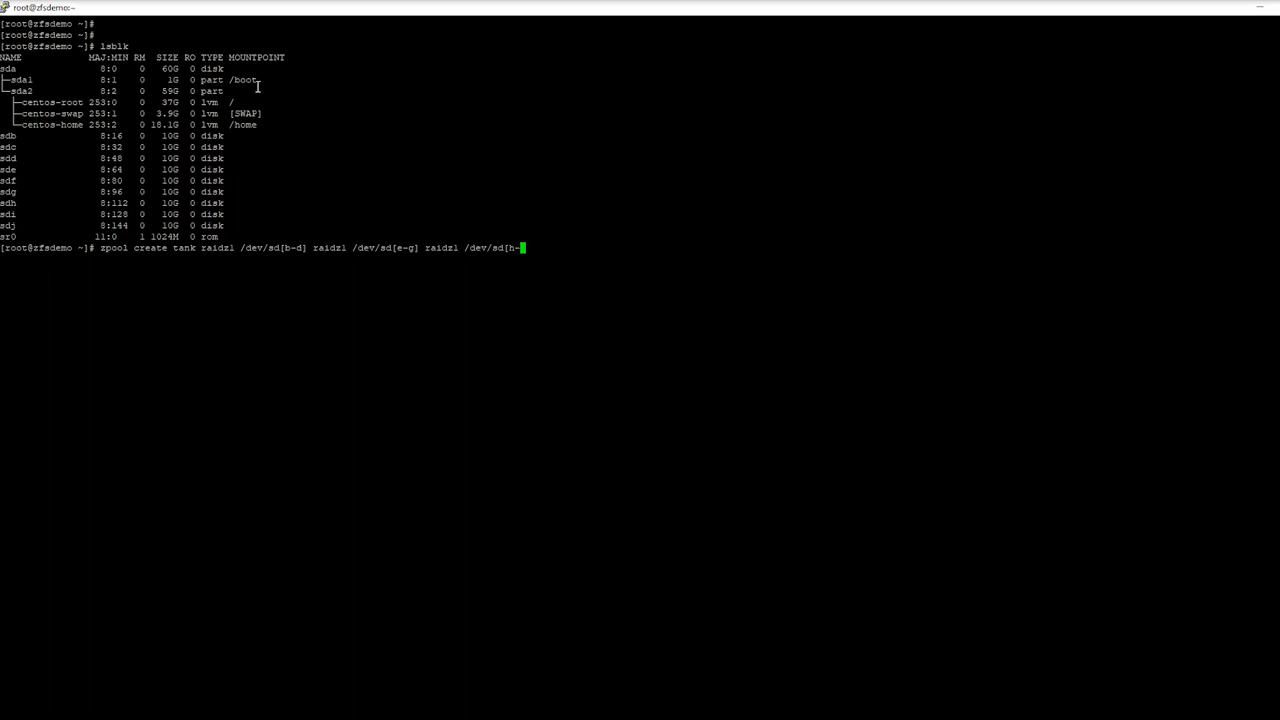 root@zfsdemo:~
[root@zfsdemo ~]#
[root@zfsdemo ~]#
[root@zfsdemo ~]# lsblk
NAME MAJ:MIN RM SIZE RO TYPE MOUNTPOINT
sda 8:0 0 60G 0 disk
├─sda1 8:1 0 1G 0 part /boot
└─sda2 8:2 0 59G 0 part
├─centos-root 253:0 0 37G 0 lvm /
├─centos-swap 253:1 0 3.9G 0 lvm [SWAP]
└─centos-home 253:2 0 18.1G 0 lvm /home
sdb 8:16 0 10G 0 disk
sdc 8:32 0 10G 0 disk
sdd 8:48 0 10G 0 disk
sde 8:64 0 10G 0 disk
sdf 8:80 0 10G 0 disk
sdg 8:96 0 10G 0 disk
sdh 8:112 0 10G 0 disk
sdi 8:128 0 10G 0 disk
sdj 8:144 0 10G 0 disk
sr0 11:0 1 1024M 0 rom
[root@zfsdemo ~]# zpool create tank raidz1 /dev/sd[b-d] raidz1 /dev/sd[e-g] raidz1 /dev/sd[h-